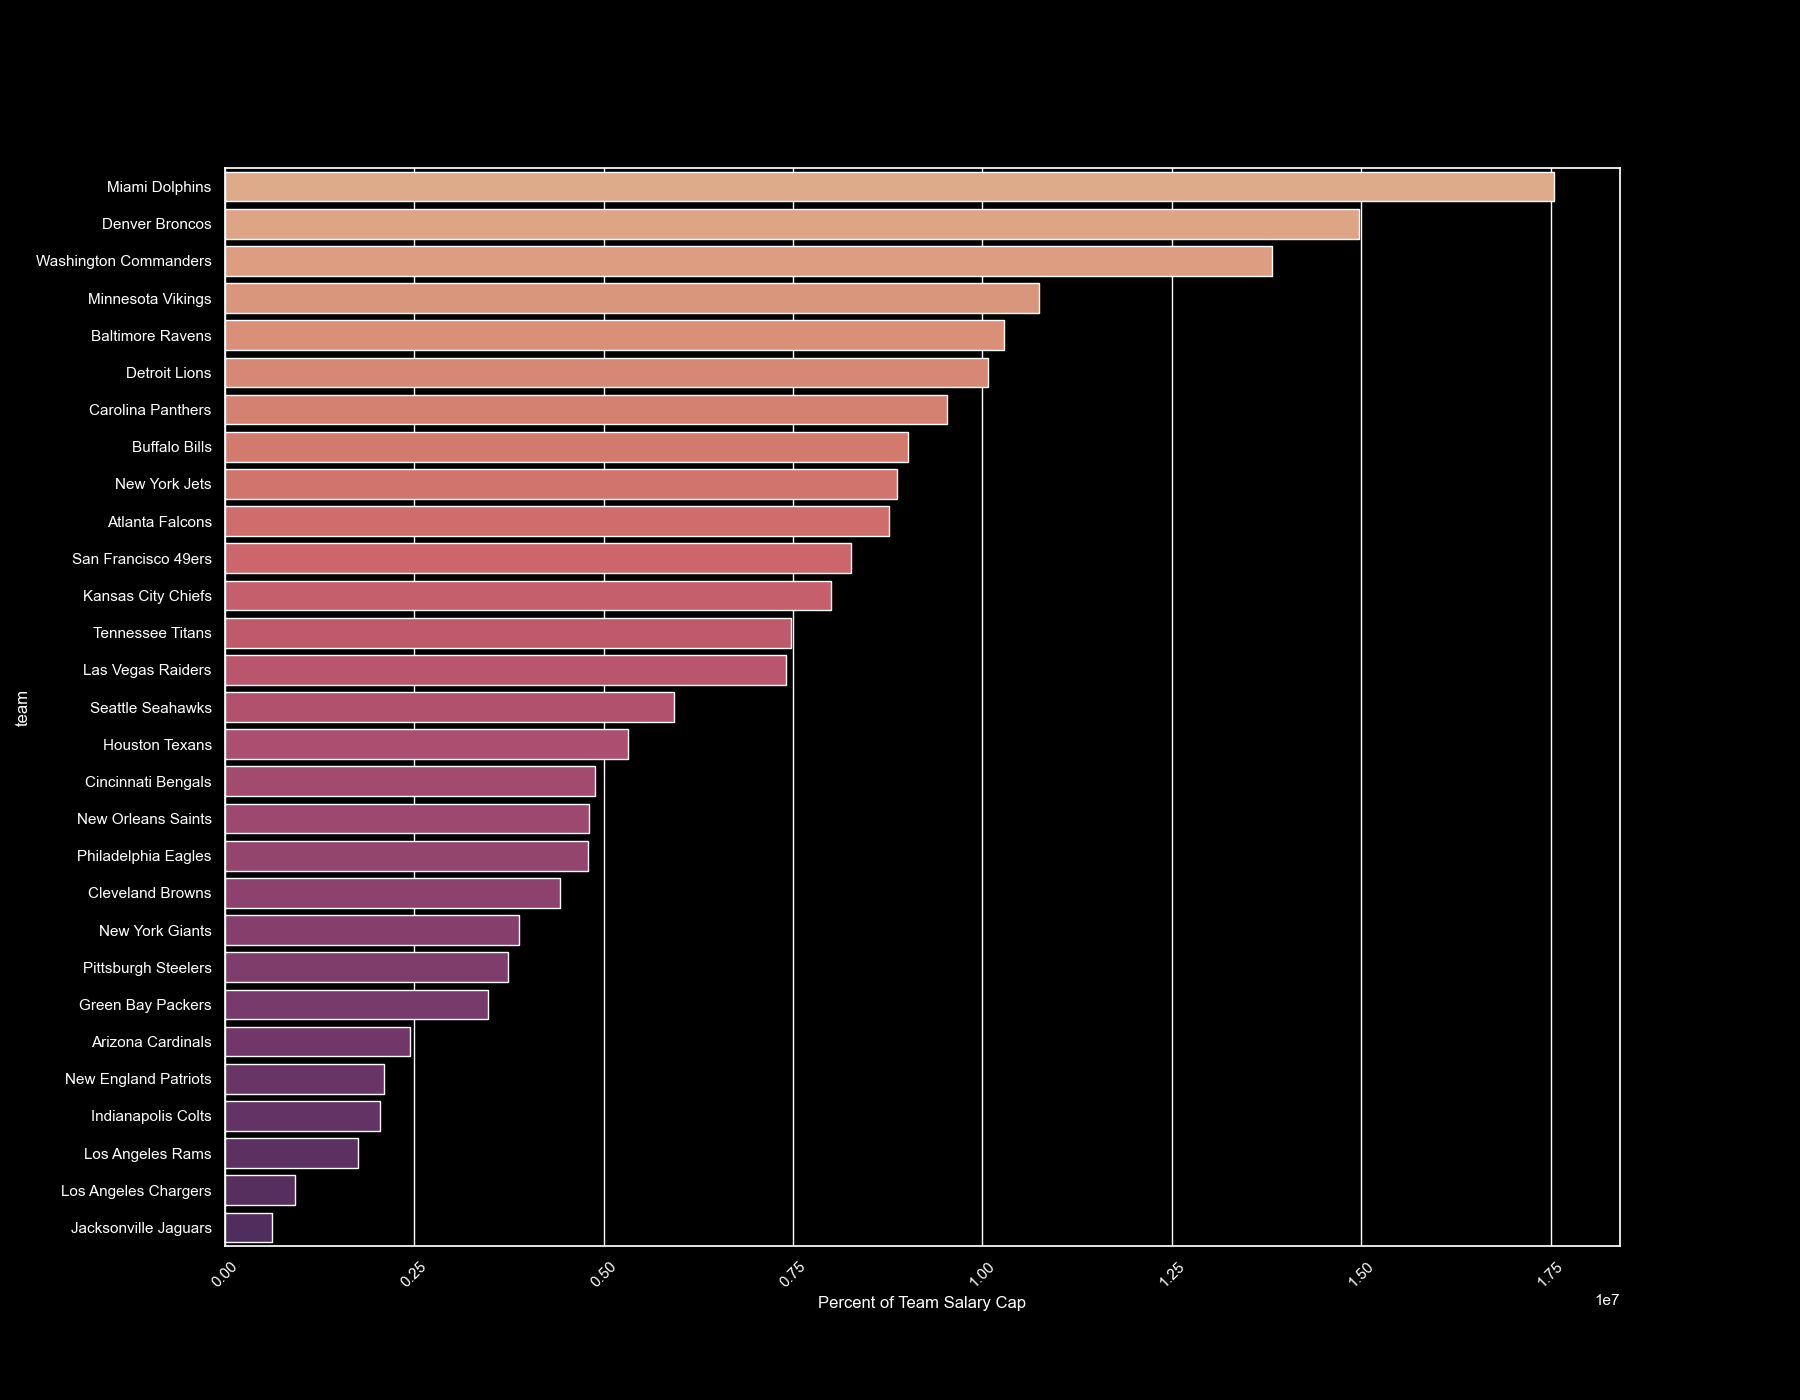 Miami Dolphins
Denver Broncos
Washington Commanders
Minnesota Vikings
Baltimore Ravens
Detroit Lions
Carolina Panthers
Buffalo Bills
New York Jets
Atlanta Falcons
San Francisco 49ers
Kansas City Chiefs
Tennessee Titans
Las Vegas Raiders
Seattle Seahawks
Houston Texans
Cincinnati Bengals
New Orleans Saints
Philadelphia Eagles
Cleveland Browns
New York Giants
Pittsburgh Steelers
Green Bay Packers
Arizona Cardinals
New England Patriots
Indianapolis Colts
Los Angeles Rams
Los Angeles Chargers
Jacksonville Jaguars
team
0.00 0.25 0.50 0.75 1.00 1.25 1.50 1.75
1e7
Percent of Team Salary Cap